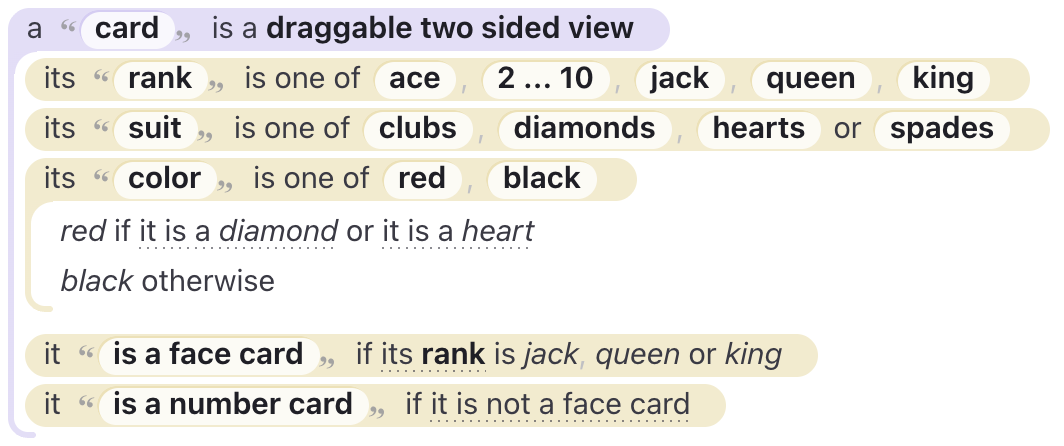 a “ card ” is a draggable two sided view
its “ rank ” is one of ace , 2 ... 10 , jack , queen , king
its “ suit ” is one of clubs , diamonds , hearts or spades
its “ color ” is one of red , black
red if it is a diamond or it is a heart
black otherwise
it “ is a face card ” if its rank is jack, queen or king
it “ is a number card ” if it is not a face card